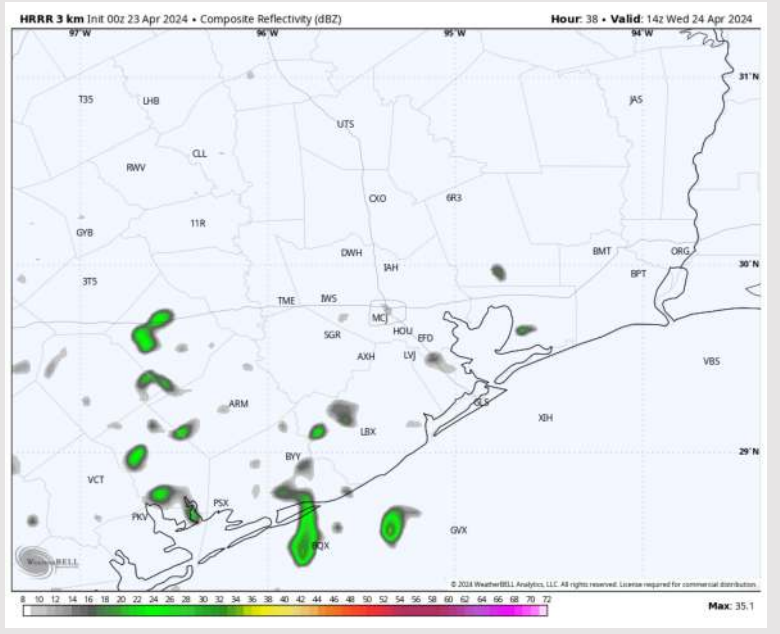 HRRR 3 km Init 00z 23 Apr 2024 • Composite Reflectivity (dBZ) Hour: 38 • Valid: 14z Wed 24 Apr 2024
97°W 96°W 95°W 94°W
31°N
T35 LHB JAS
UTS
CLL
RWV
CXO 6R3
11R
GYB
DWH BMT ORG
IAH 30°N
BPT
3T5
TME IWS
MCJ
SGR HOU EFD
AXH LVJ VBS
ARM GLS
XIH
LBX
BYY 29°N
VCT
PSX
PKV GVX
BQX
WeatherBELL
© 2024 WeatherBELL Analytics, LLC. All rights reserved. License required for commercial distribution.
8 10 12 14 16 18 20 22 24 26 28 30 32 34 36 38 40 42 44 46 48 50 52 54 56 58 60 62 64 66 68 70 72 Max: 35.1